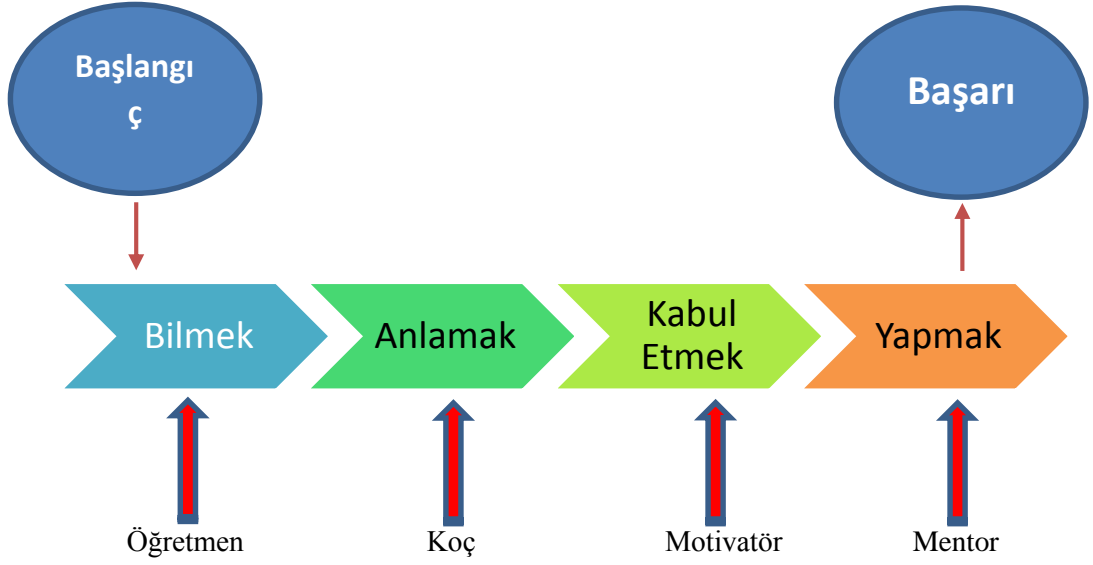 Başlangı
ç
Başarı
Bilmek
Anlamak
Kabul
Etmek
Yapmak
Öğretmen
Koç
Motivatör
Mentor